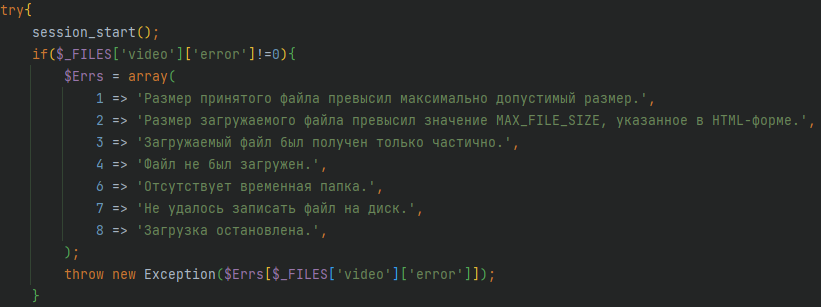 try{
session_start();
if($_FILES['video']['error']!=0){
$Errs = array(
1 => 'Размер принятого файла превысил максимально допустимый размер.',
2 => 'Размер загружаемого файла превысил значение MAX_FILE_SIZE, указанное в HTML-форме.',
3 => 'Загружаемый файл был получен только частично.',
4 => 'Файл не был загружен.',
6 => 'Отсутствует временная папка.',
7 => 'Не удалось записать файл на диск.',
8 => 'Загрузка остановлена.',
);
throw new Exception($Errs[$_FILES['video']['error']]);
}